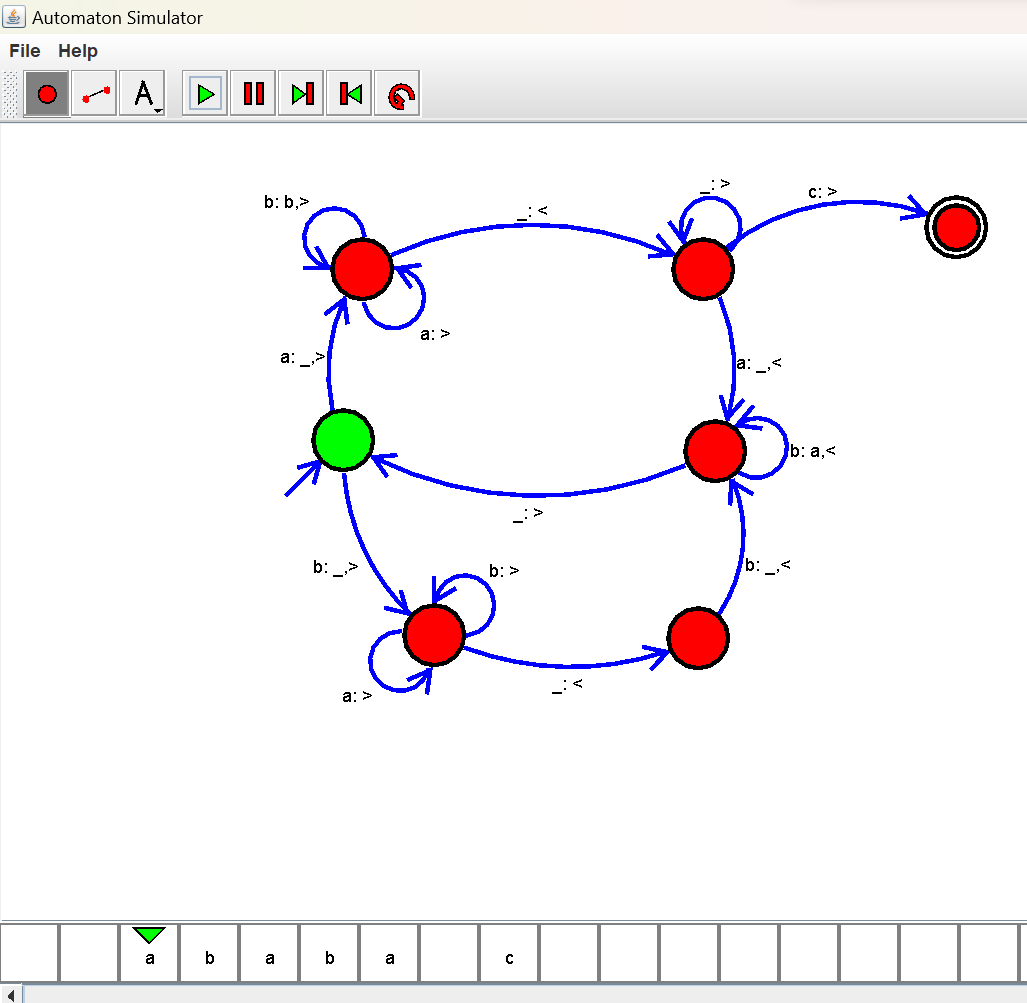 Automaton Simulator
File Help
A
b: b,>
_: <
_: >
c: >
a: >
a: _,>
a: _,<
b: a,<
_: >
b: _,>
b: >
b: _,<
a: >
_: <
a b a b a c